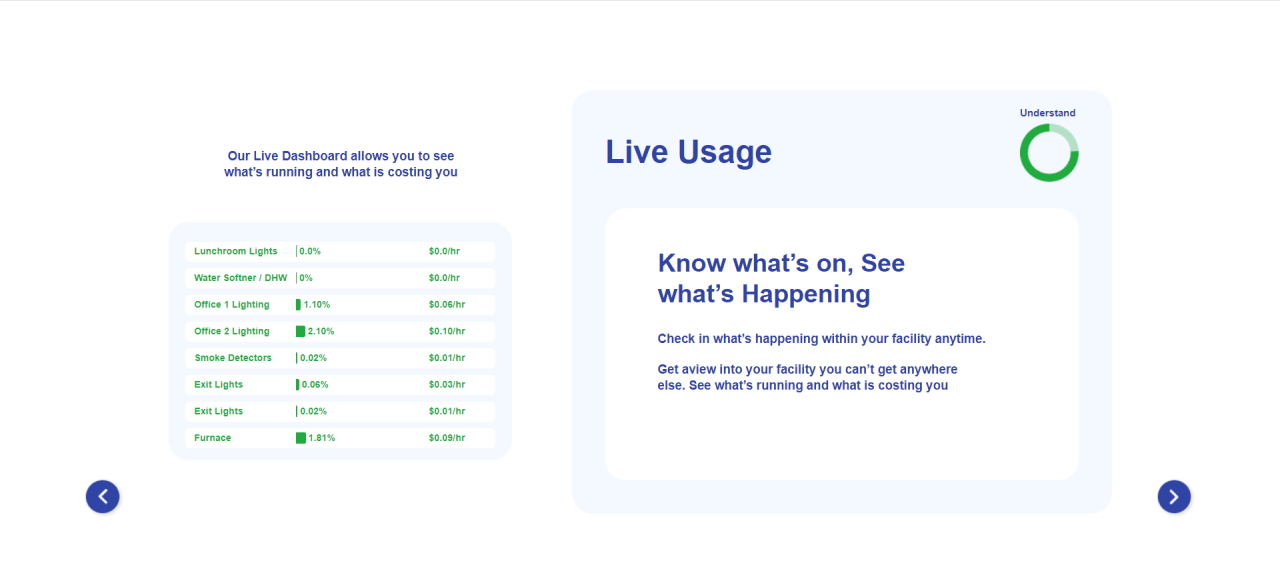 Our Live Dashboard allows you to see
what's running and what is costing you
Lunchroom Lights 0.0% $0.0/hr
Water Softner / DHW 0% $0.0/hr
Office 1 Lighting 1.10% $0.06/hr
Office 2 Lighting 2.10% $0.10/hr
Smoke Detectors 0.02% $0.01/hr
Exit Lights 0.06% $0.03/hr
Exit Lights 0.02% $0.01/hr
Furnace 1.81% $0.09/hr
Understand
Live Usage
Know what’s on, See
what’s Happening
Check in what’s happening within your facility anytime.
Get aview into your facility you can’t get anywhere
else. See what’s running and what is costing you